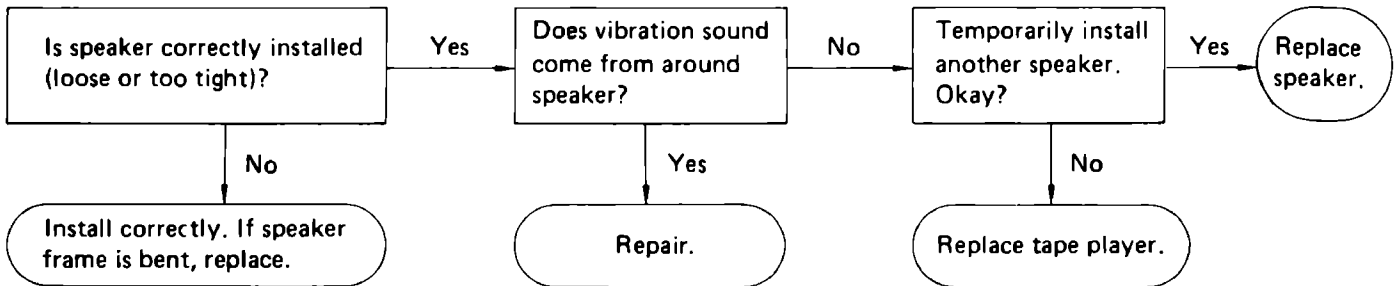 Is speaker correctly installed
(loose or too tight)?
Yes
Does vibration sound
come from around
speaker?
No
Temporarily install
another speaker.
Okay?
Yes
Replace
speaker.
No
Yes
No
Install correctly. If speaker
frame is bent, replace.
Repair.
Replace tape player.